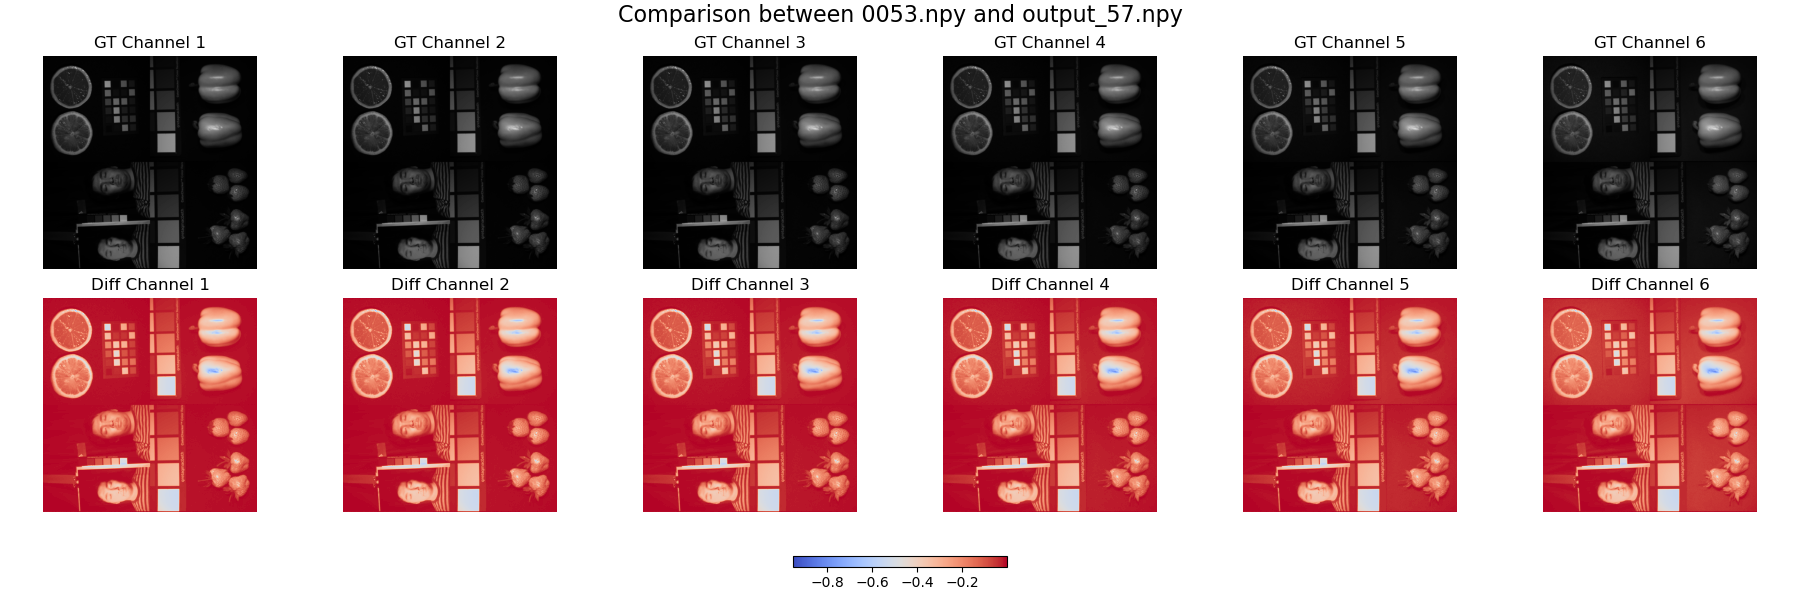 Comparison between 0053.npy and output_57.npy
GT Channel 1
GT Channel 2
GT Channel 3
GT Channel 4
GT Channel 5
GT Channel 6
Diff Channel 1
Diff Channel 2
Diff Channel 3
Diff Channel 4
Diff Channel 5
Diff Channel 6
−0.8 −0.6 −0.4 −0.2